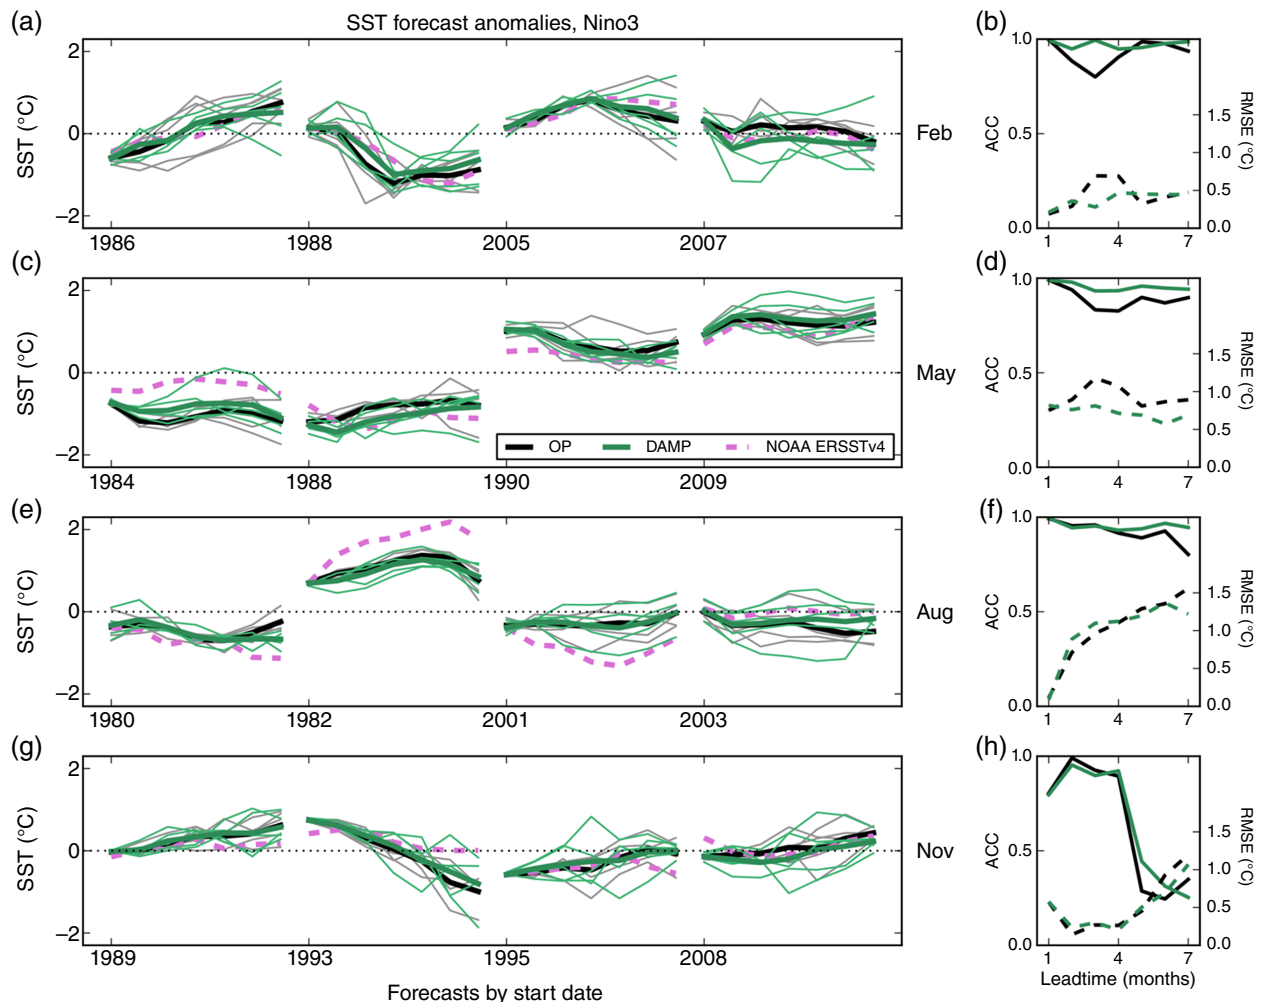 (a) SST forecast anomalies, Nino3 (b)
2
0
−2
SST (°C)
1986 1988 2005 2007
Feb
1.0
0.5
0.0
ACC
1.5
1.0
0.5
0.0
RMSE (°C)
1 4 7
(c) (d)
2
0
−2
SST (°C)
OP DAMP NOAA ERSSTv4
1984 1988 1990 2009
May
1.0
0.5
0.0
ACC
1.5
1.0
0.5
0.0
RMSE (°C)
1 4 7
(e) (f)
2
0
−2
SST (°C)
1980 1982 2001 2003
Aug
1.0
0.5
0.0
ACC
1.5
1.0
0.5
0.0
RMSE (°C)
1 4 7
(g) (h)
2
0
−2
SST (°C)
1989 1993 1995 2008
Nov
1.0
0.5
0.0
ACC
1.5
1.0
0.5
0.0
RMSE (°C)
1 4 7
Forecasts by start date
Leadtime (months)